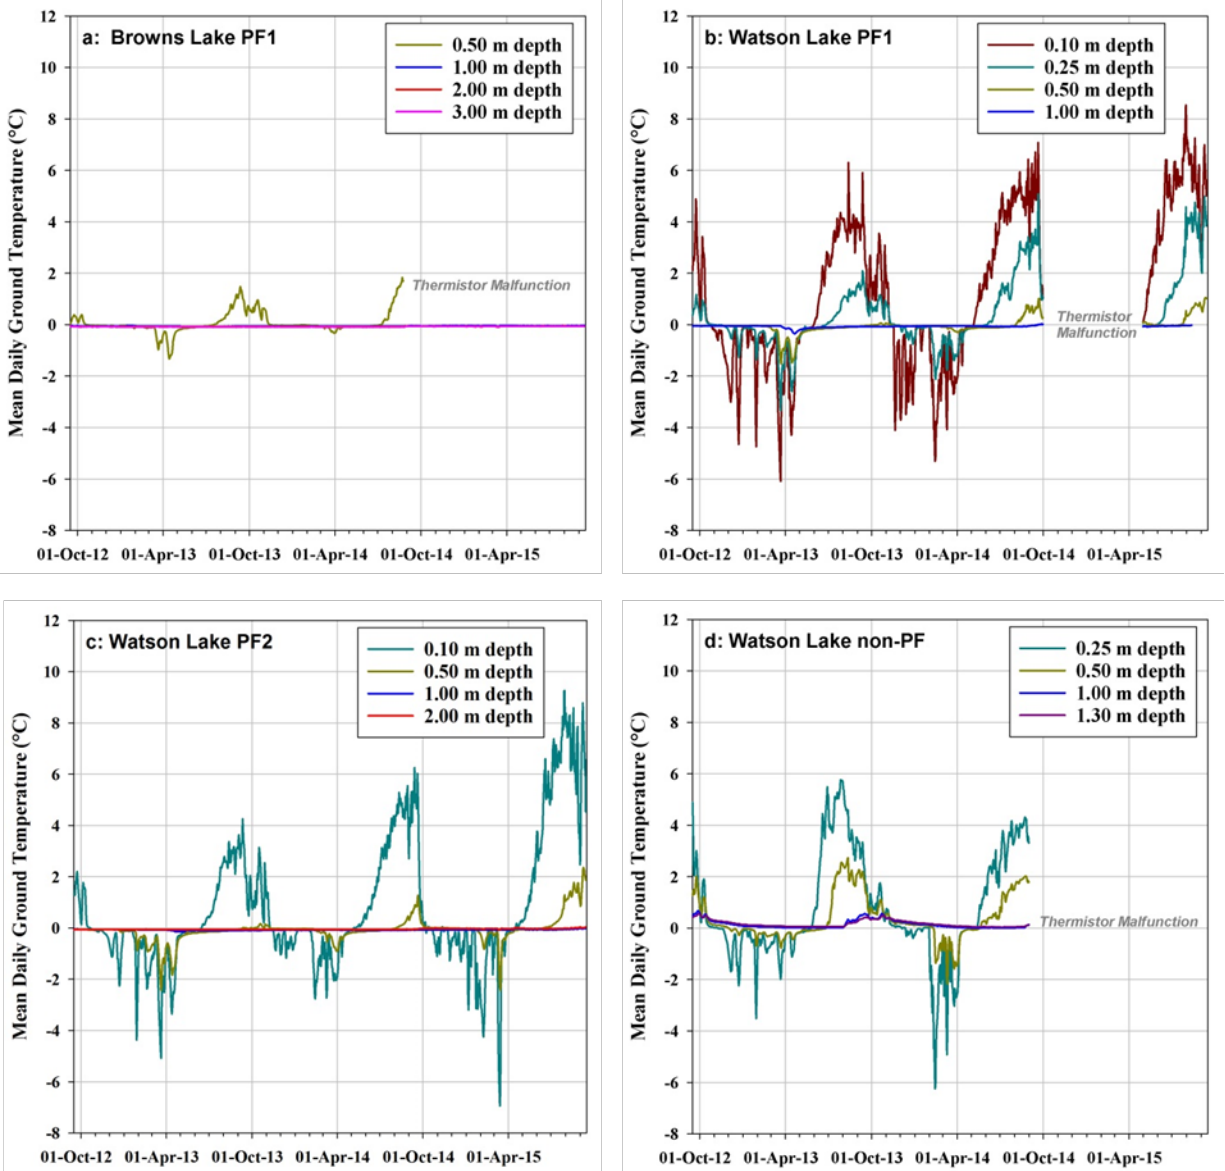 a: Browns Lake PF1
0.50 m depth
1.00 m depth
2.00 m depth
3.00 m depth
Mean Daily Ground Temperature (°C)
12
10
8
6
4
2
0
-2
-4
-6
-8
Thermistor Malfunction
01-Oct-12 01-Apr-13 01-Oct-13 01-Apr-14 01-Oct-14 01-Apr-15
b: Watson Lake PF1
0.10 m depth
0.25 m depth
0.50 m depth
1.00 m depth
Mean Daily Ground Temperature (°C)
12
10
8
6
4
2
0
-2
-4
-6
-8
Thermistor
Malfunction
01-Oct-12 01-Apr-13 01-Oct-13 01-Apr-14 01-Oct-14 01-Apr-15
c: Watson Lake PF2
0.10 m depth
0.50 m depth
1.00 m depth
2.00 m depth
Mean Daily Ground Temperature (°C)
12
10
8
6
4
2
0
-2
-4
-6
-8
01-Oct-12 01-Apr-13 01-Oct-13 01-Apr-14 01-Oct-14 01-Apr-15
d: Watson Lake non-PF
0.25 m depth
0.50 m depth
1.00 m depth
1.30 m depth
Mean Daily Ground Temperature (°C)
12
10
8
6
4
2
0
-2
-4
-6
-8
Thermistor Malfunction
01-Oct-12 01-Apr-13 01-Oct-13 01-Apr-14 01-Oct-14 01-Apr-15